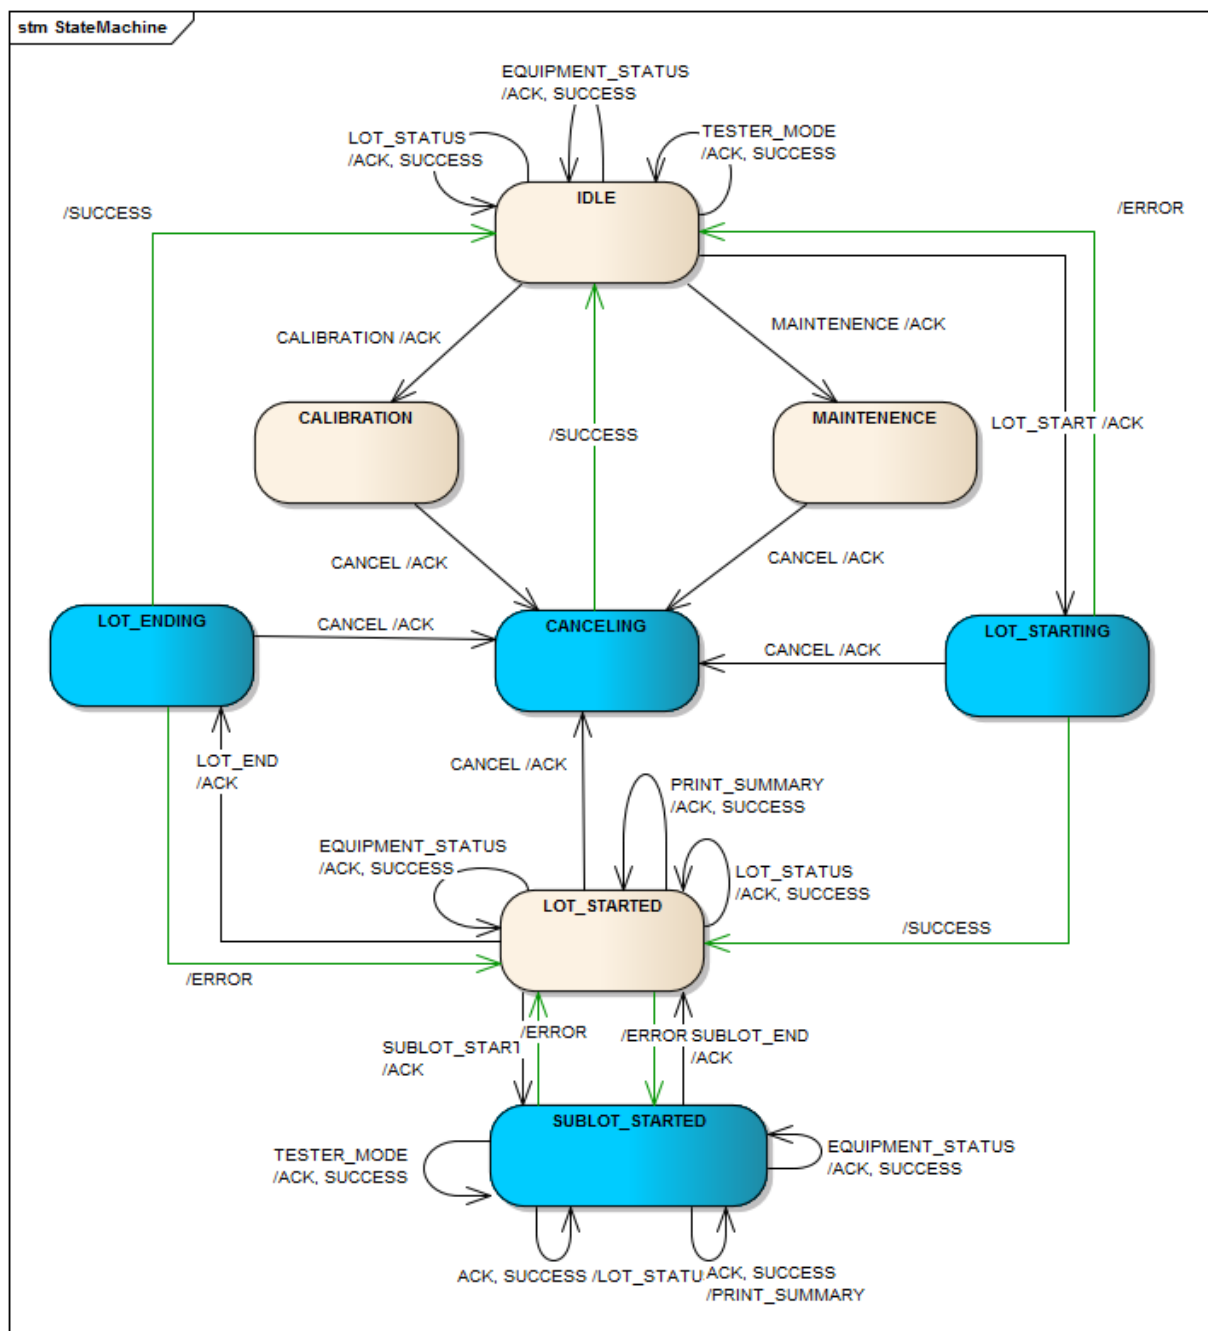 stm StateMachine
EQUIPMENT_STATUS
/ACK, SUCCESS
LOT_STATUS
/ACK, SUCCESS
TESTER_MODE
/ACK, SUCCESS
IDLE
/SUCCESS
/ERROR
CALIBRATION /ACK
MAINTENENCE /ACK
CALIBRATION
MAINTENENCE
/SUCCESS
LOT_START /ACK
CANCEL /ACK
CANCEL /ACK
LOT_ENDING
CANCEL /ACK
CANCELING
CANCEL /ACK
LOT_STARTING
LOT_END
/ACK
CANCEL /ACK
PRINT_SUMMARY
/ACK, SUCCESS
EQUIPMENT_STATUS
/ACK, SUCCESS
LOT_STATUS
/ACK, SUCCESS
LOT_STARTED
/SUCCESS
/ERROR
SUBLOT_START
/ACK
/ERROR
/ERROR
SUBLOT_END
/ACK
SUBLOT_STARTED
TESTER_MODE
/ACK, SUCCESS
EQUIPMENT_STATUS
/ACK, SUCCESS
ACK, SUCCESS /LOT_STATU
ACK, SUCCESS
/PRINT_SUMMARY